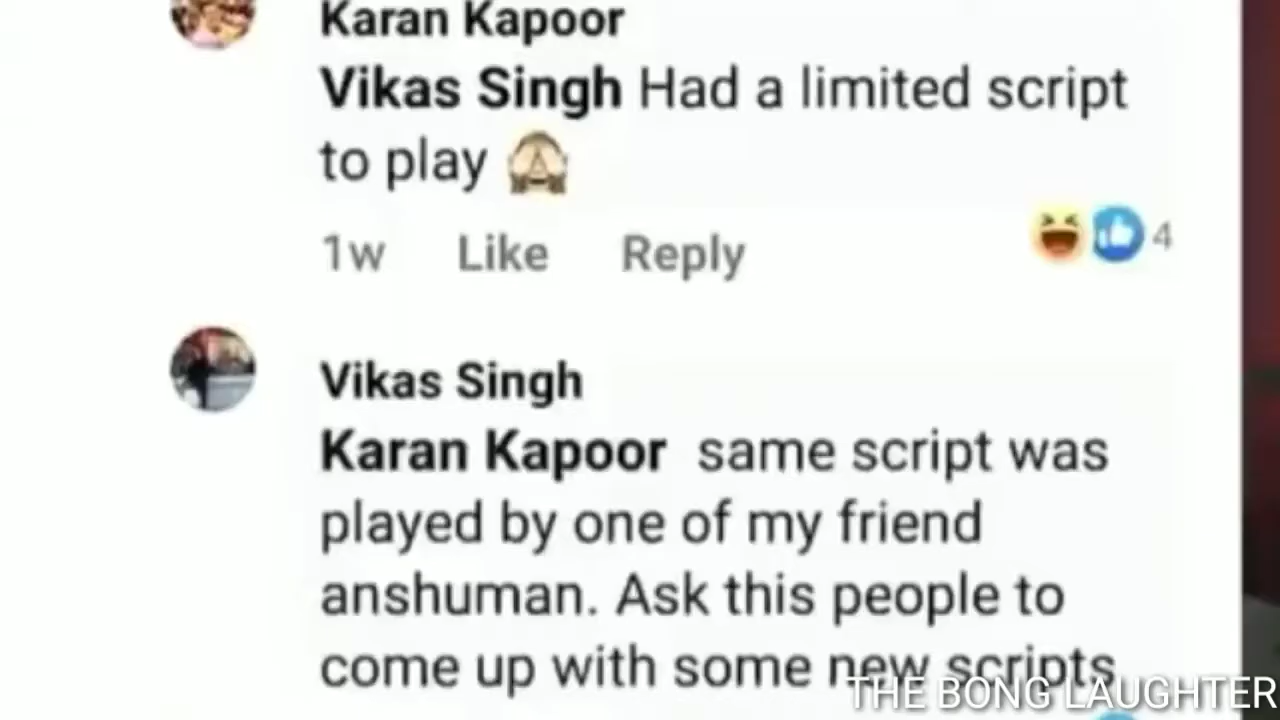 Karan Kapoor
Vikas Singh Had a limited script
to play 🙈
1w Like Reply 4
Vikas Singh
Karan Kapoor same script was
played by one of my friend
anshuman. Ask this people to
come up with some new scripts.
THE BONG LAUGHTER